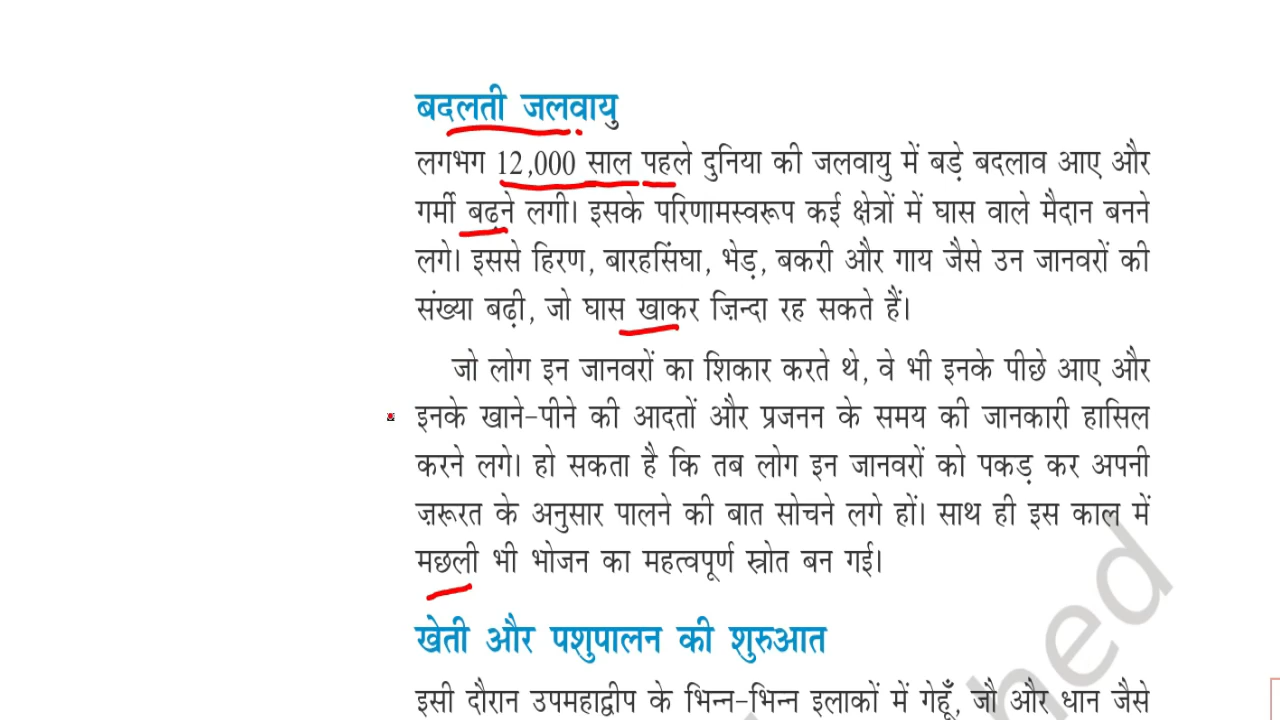 बदलती जलवायु
लगभग 12,000 साल पहले दुनिया की जलवायु में बड़े बदलाव आए और
गर्मी बढ़ने लगी। इसके परिणामस्वरूप कई क्षेत्रों में घास वाले मैदान बनने
लगे। इससे हिरण, बारहसिंघा, भेड़, बकरी और गाय जैसे उन जानवरों की
संख्या बढ़ी, जो घास खाकर ज़िन्दा रह सकते हैं।
जो लोग इन जानवरों का शिकार करते थे, वे भी इनके पीछे आए और
इनके खाने-पीने की आदतों और प्रजनन के समय की जानकारी हासिल
करने लगे। हो सकता है कि तब लोग इन जानवरों को पकड़ कर अपनी
ज़रूरत के अनुसार पालने की बात सोचने लगे हों। साथ ही इस काल में
मछली भी भोजन का महत्वपूर्ण स्रोत बन गई।
खेती और पशुपालन की शुरुआत
इसी दौरान उपमहाद्वीप के भिन्न-भिन्न इलाकों में गेहूँ, जौ और धान जैसे
hed